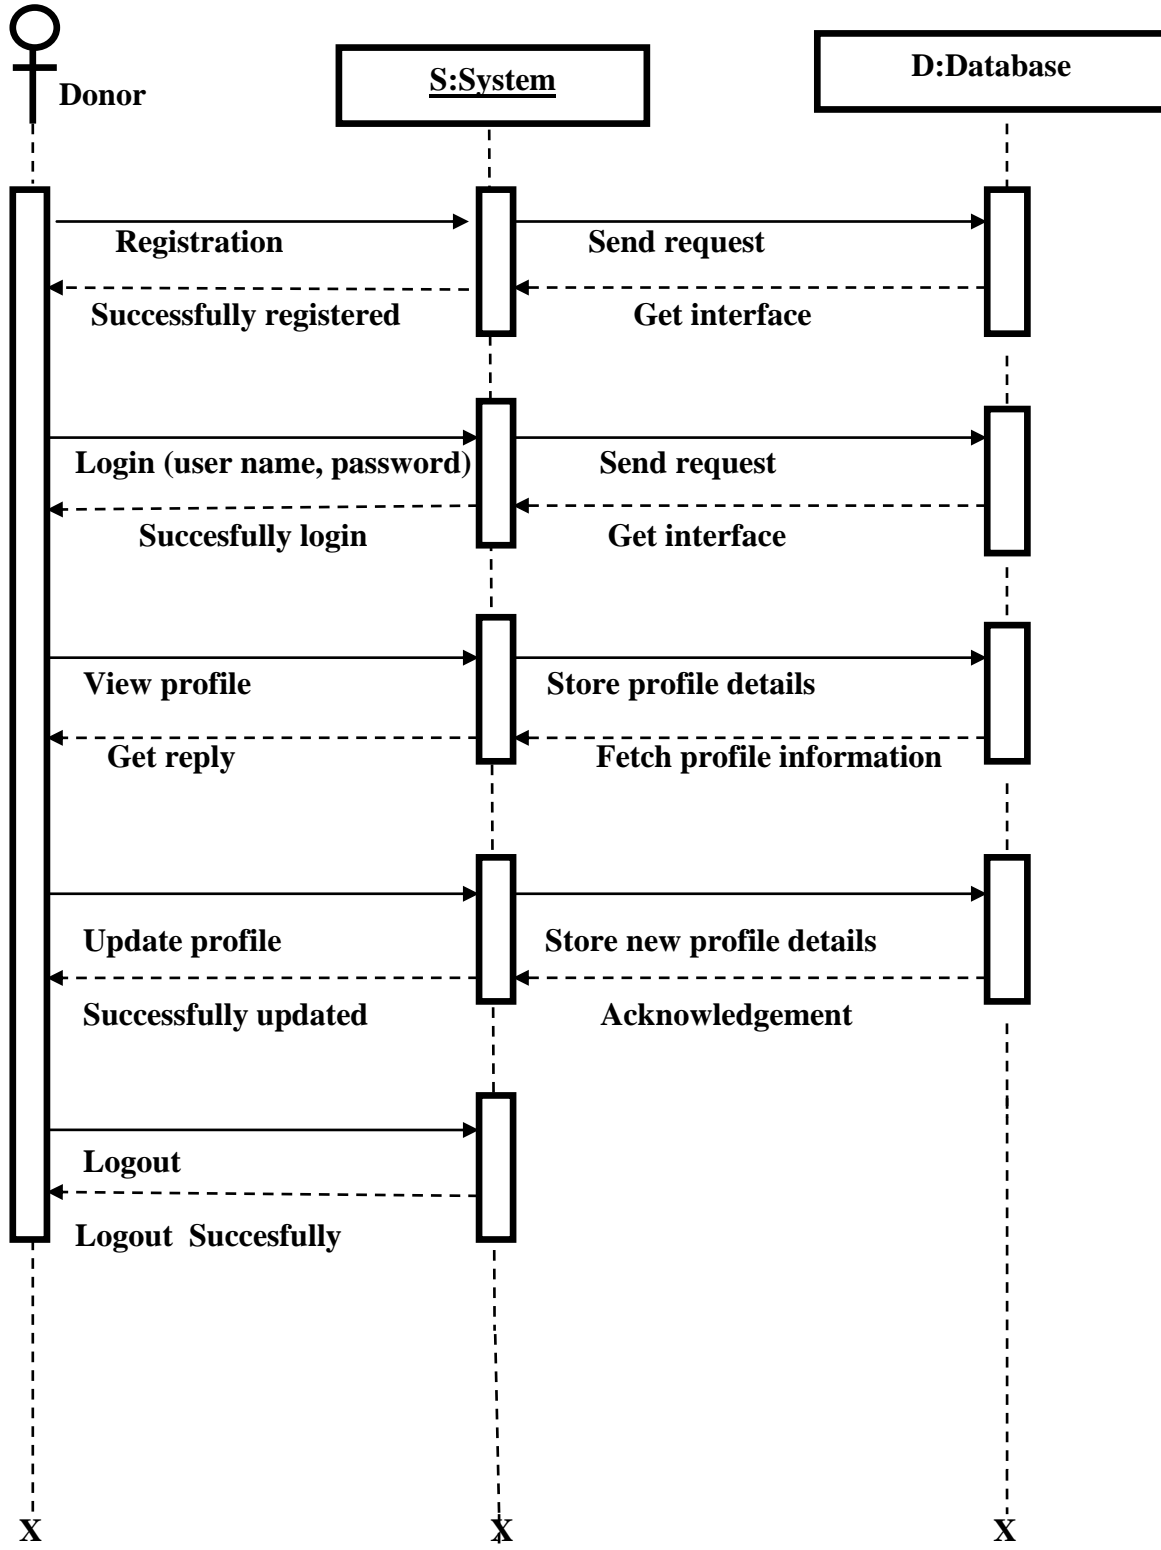 Donor
S:System
D:Database
Registration
Send request
Successfully registered
Get interface
Login (user name, password)
Send request
Succesfully login
Get interface
View profile
Store profile details
Get reply
Fetch profile information
Update profile
Store new profile details
Successfully updated
Acknowledgement
Logout
Logout  Succesfully
X
X
X